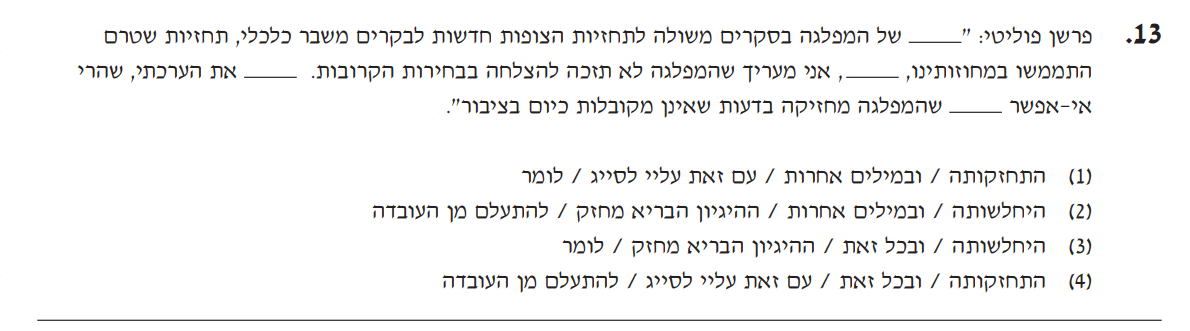 13. פרשן פוליטי: "_____ של המפלגה בסקרים משולה לתחזיות הצופות חדשות לבקרים משבר כלכלי, תחזיות שטרם
התממשו במחוזותינו, _____, אני מעריך שהמפלגה לא תזכה להצלחה בבחירות הקרובות. _____ את הערכתי, שהרי
אי-אפשר _____ שהמפלגה מחזיקה בדעות שאינן מקובלות כיום בציבור".
(1) התחזקותה / ובמילים אחרות / עם זאת עליי לסייג / לומר
(2) היחלשותה / ובמילים אחרות / ההיגיון הבריא מחזק / להתעלם מן העובדה
(3) היחלשותה / ובכל זאת / ההיגיון הבריא מחזק / לומר
(4) התחזקותה / ובכל זאת / עם זאת עליי לסייג / להתעלם מן העובדה